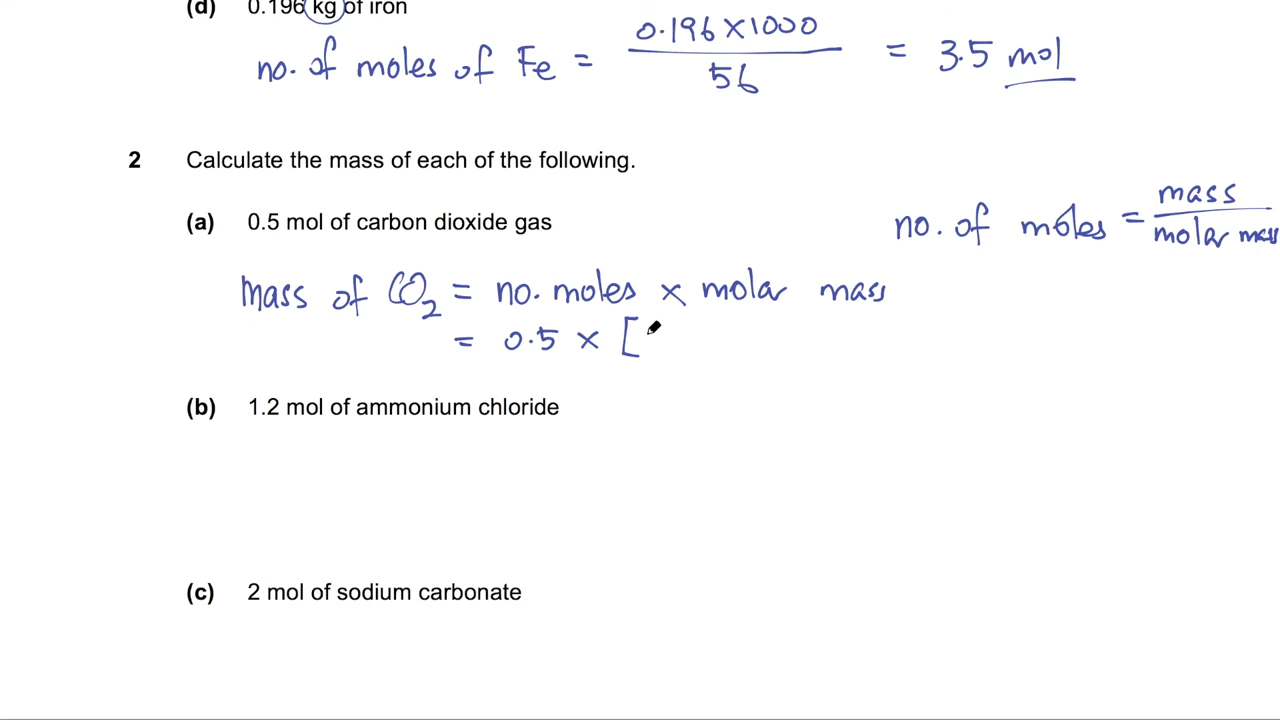 (d) 0.196 kg of iron
no. of moles of Fe = 0.196 × 1000 / 56 = 3.5 mol
2 Calculate the mass of each of the following.
(a) 0.5 mol of carbon dioxide gas
no. of moles = mass / molar mass
mass of CO₂ = no. moles × molar mass
= 0.5 × [
(b) 1.2 mol of ammonium chloride
(c) 2 mol of sodium carbonate